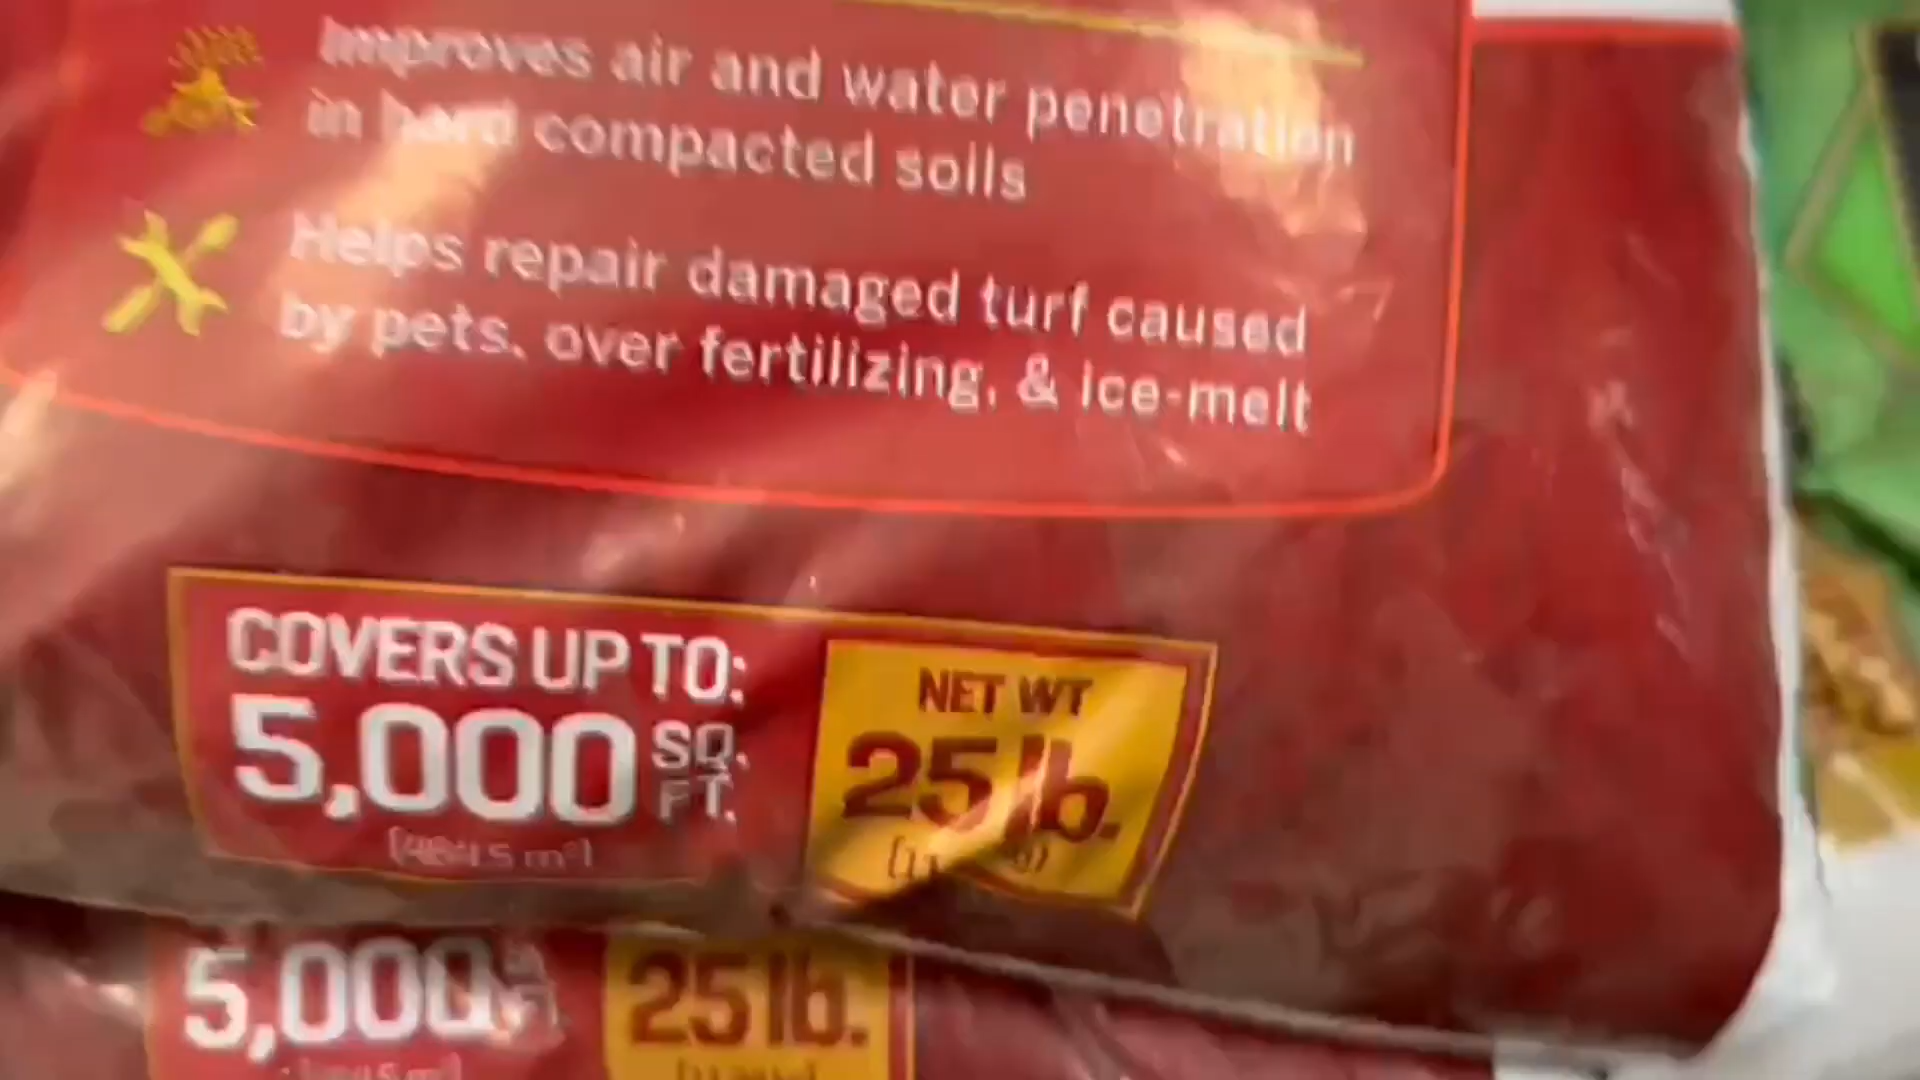 Improves air and water penetration
in hard compacted soils
Helps repair damaged turf caused
by pets, over fertilizing, & ice-melt
COVERS UP TO:
5,000 SQ. FT.
NET WT
25 lb.
5,000
25 lb.